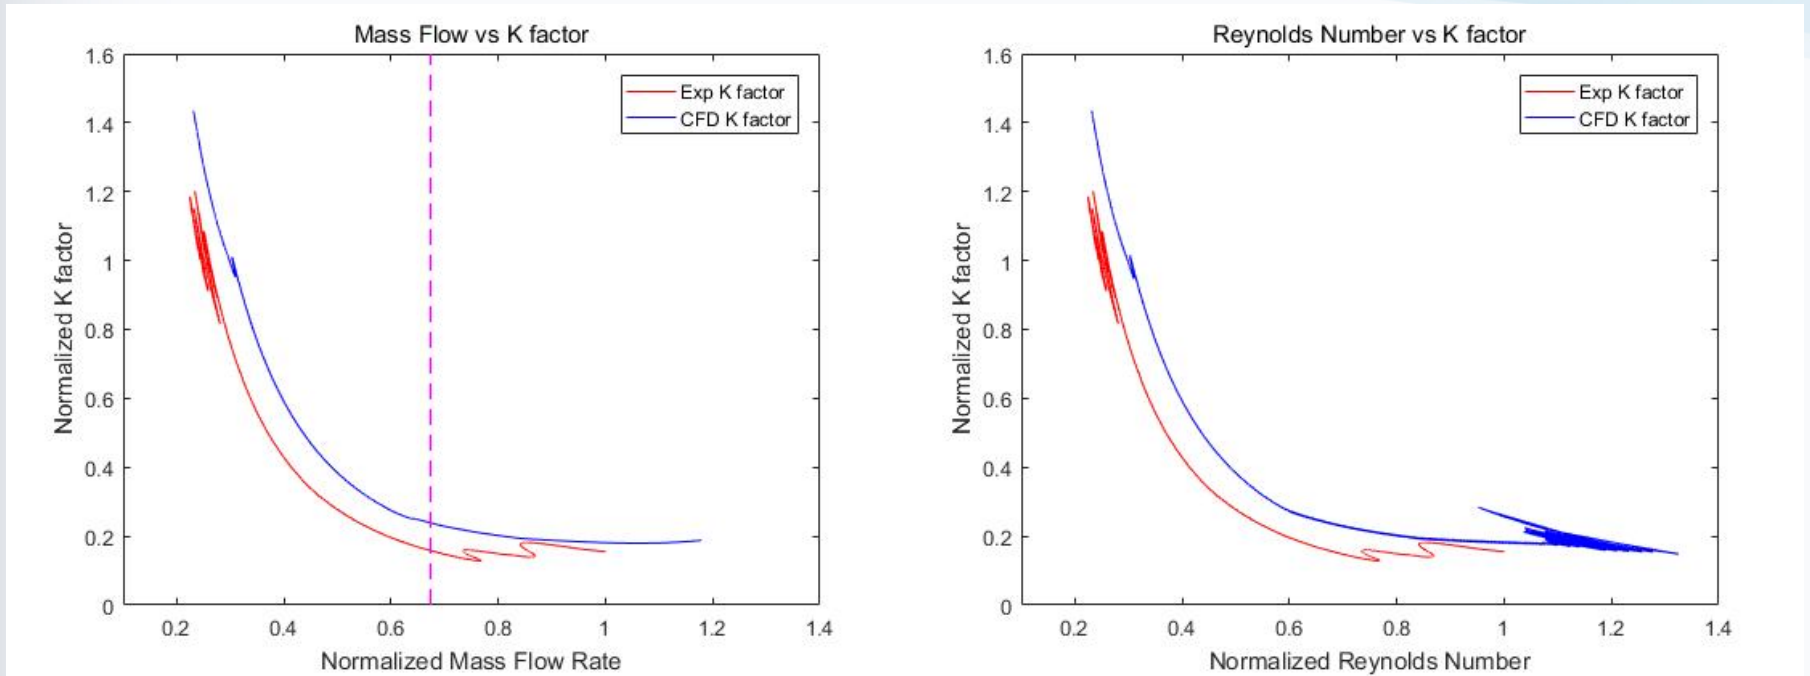 Mass Flow vs K factor
1.6
1.4
1.2
1
0.8
0.6
0.4
0.2
0
Normalized K factor
Exp K factor
CFD K factor
0.2 0.4 0.6 0.8 1 1.2 1.4
Normalized Mass Flow Rate
Reynolds Number vs K factor
1.6
1.4
1.2
1
0.8
0.6
0.4
0.2
0
Normalized K factor
Exp K factor
CFD K factor
0.2 0.4 0.6 0.8 1 1.2 1.4
Normalized Reynolds Number